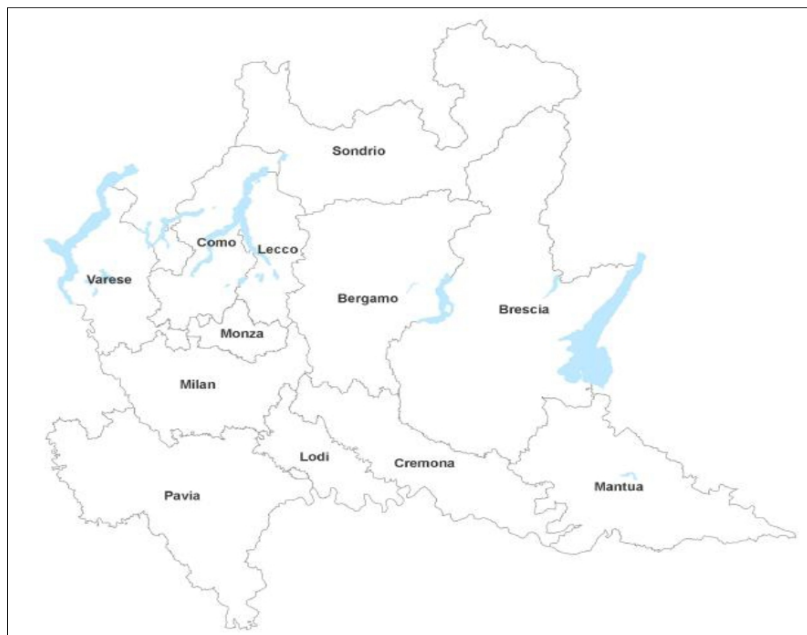 Sondrio
Como
Lecco
Varese
Bergamo
Brescia
Monza
Milan
Lodi
Cremona
Mantua
Pavia